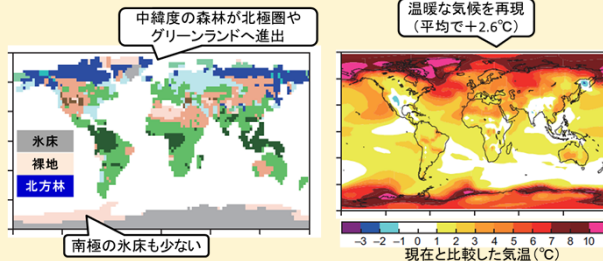 中緯度の森林が北極圏や
グリーンランドへ進出
氷床
裸地
北方林
南極の氷床も少ない
温暖な気候を再現
(平均で+2.6℃)
-3 -2 -1 0 1 2 3 4 5 6 7 8 10
現在と比較した気温(℃)